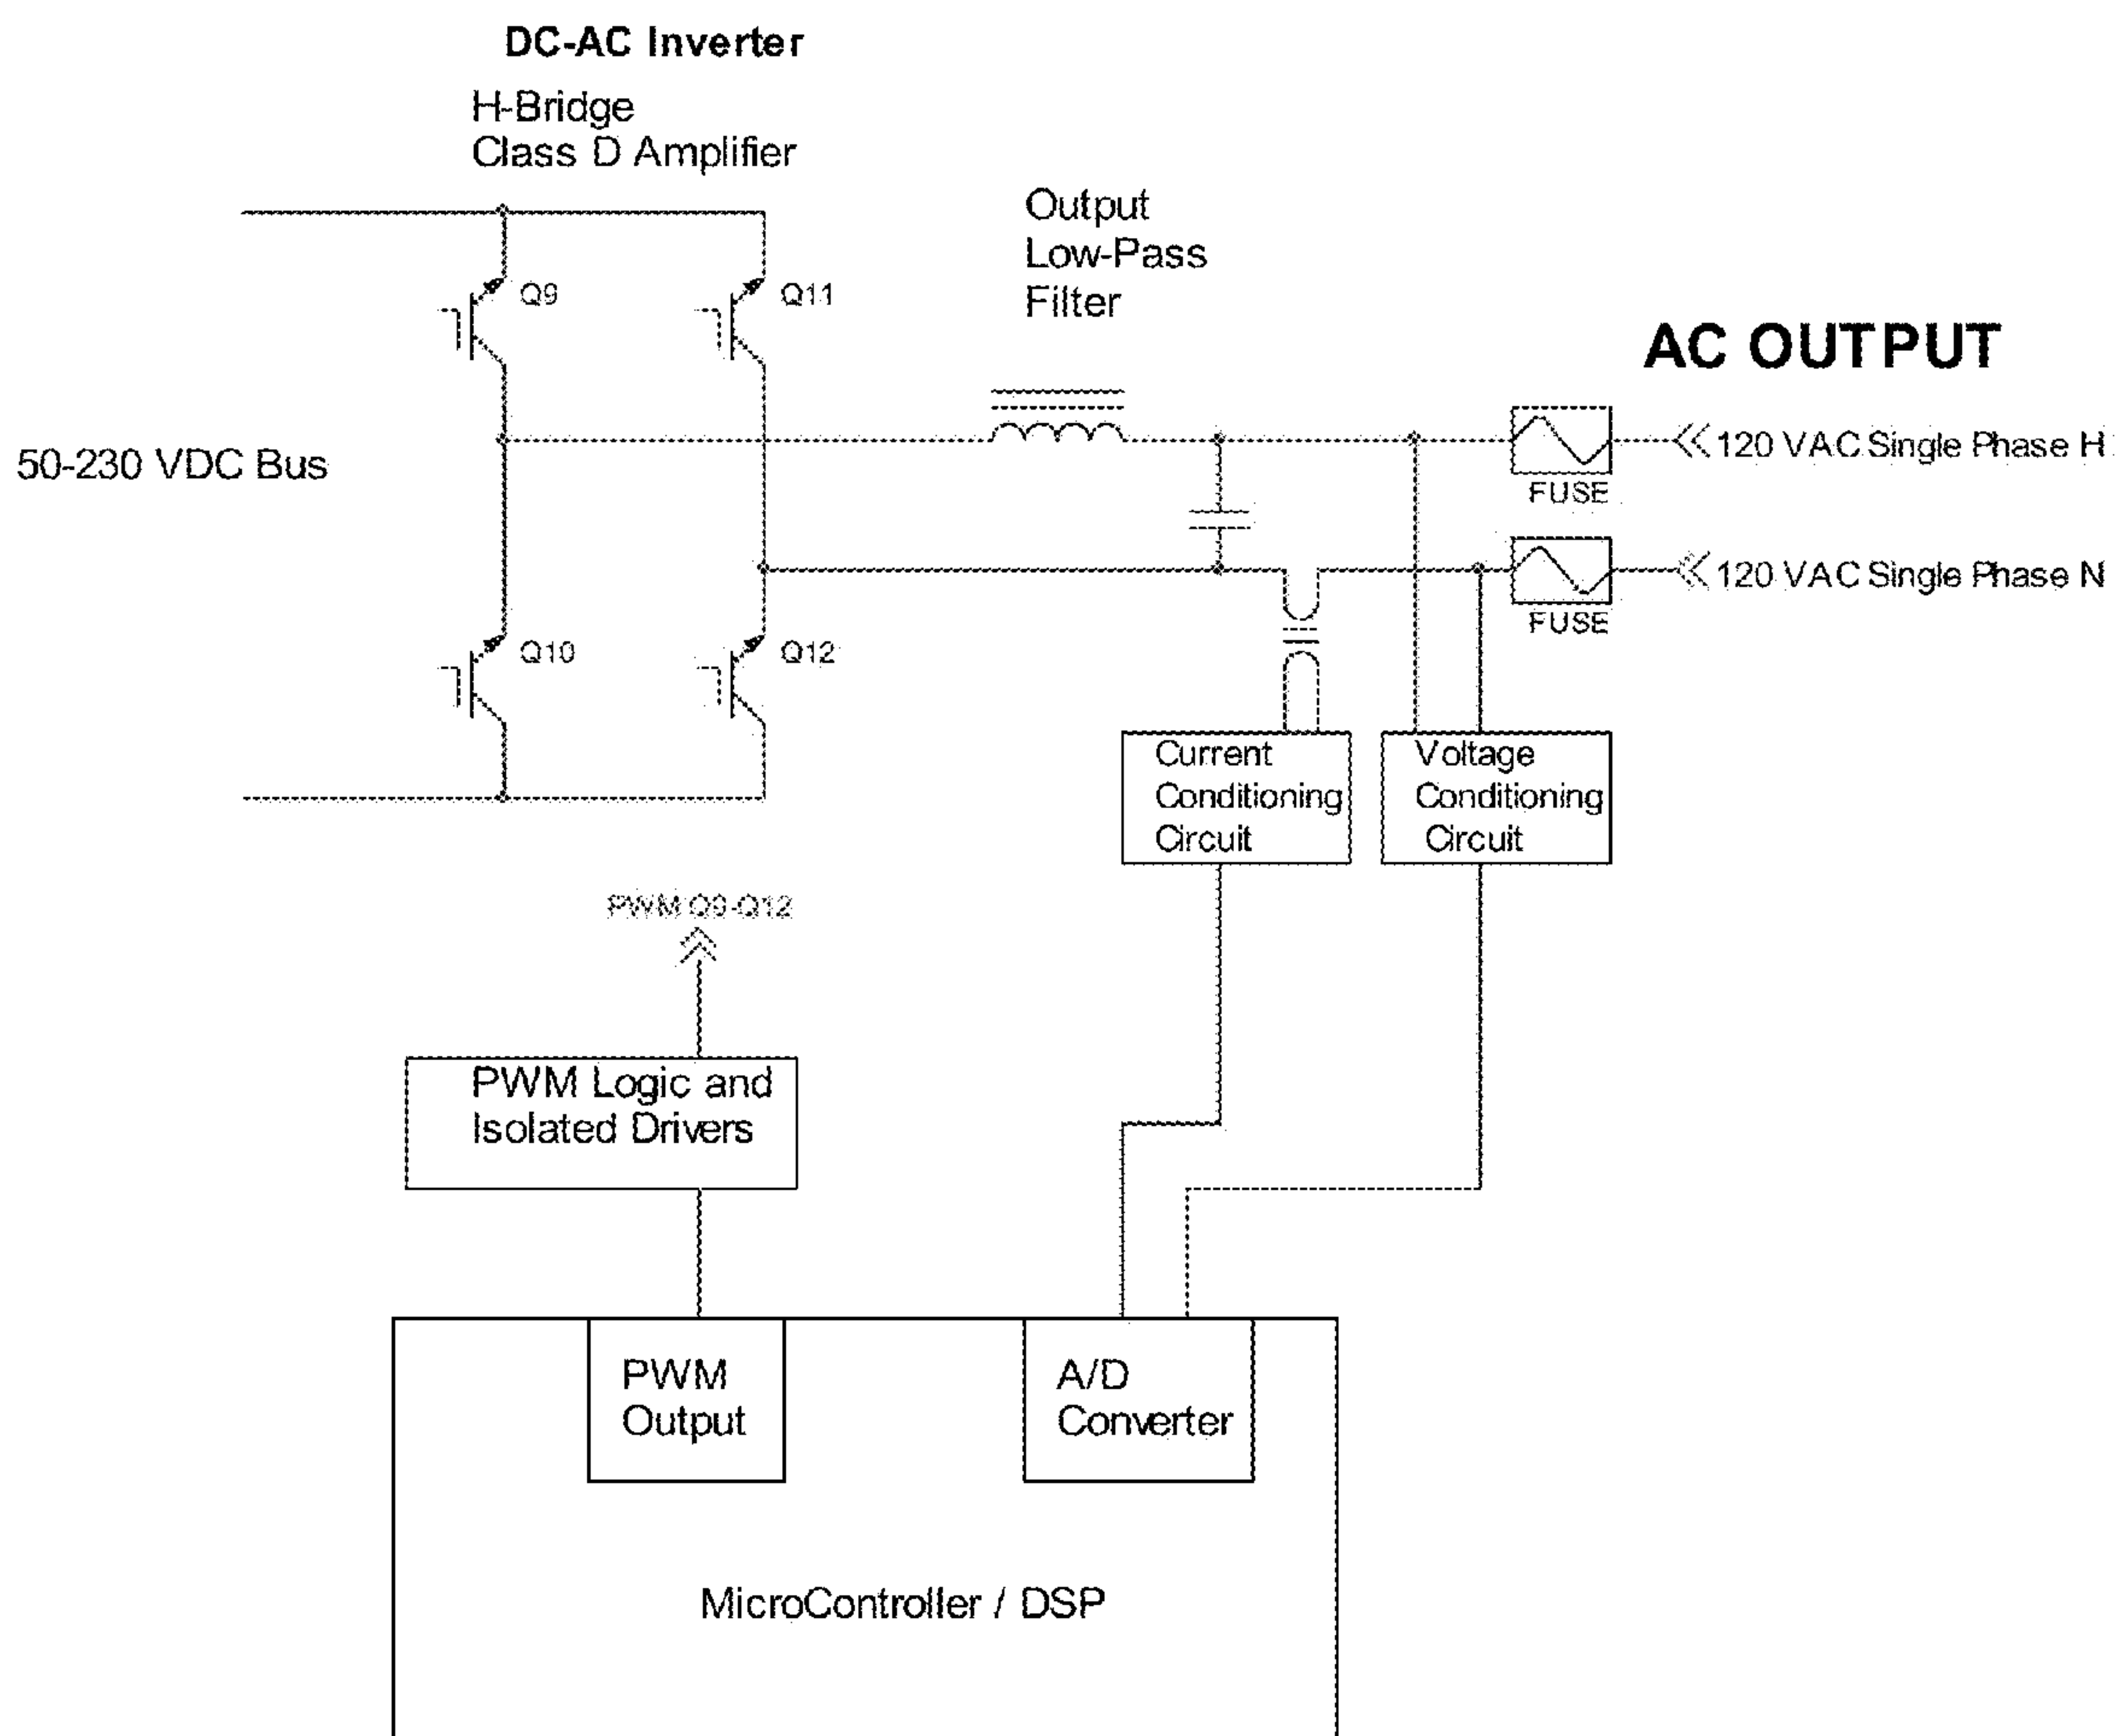 DC-AC Inverter
H-Bridge
Class D Amplifier
Output
Low-Pass
Filter
Q9
Q11
AC OUTPUT
50-230 VDC Bus
120 VAC Single Phase H
FUSE
120 VAC Single Phase N
FUSE
Q10
Q12
Current
Conditioning
Circuit
Voltage
Conditioning
Circuit
PWM Q9-Q12
PWM Logic and
Isolated Drivers
PWM
Output
A/D
Converter
MicroController / DSP